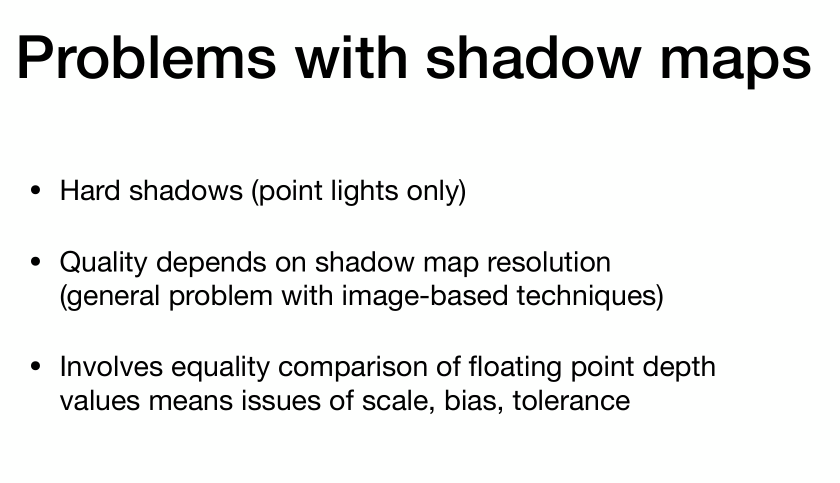 Problems with shadow maps
• Hard shadows (point lights only)
• Quality depends on shadow map resolution
(general problem with image-based techniques)
• Involves equality comparison of floating point depth
values means issues of scale, bias, tolerance